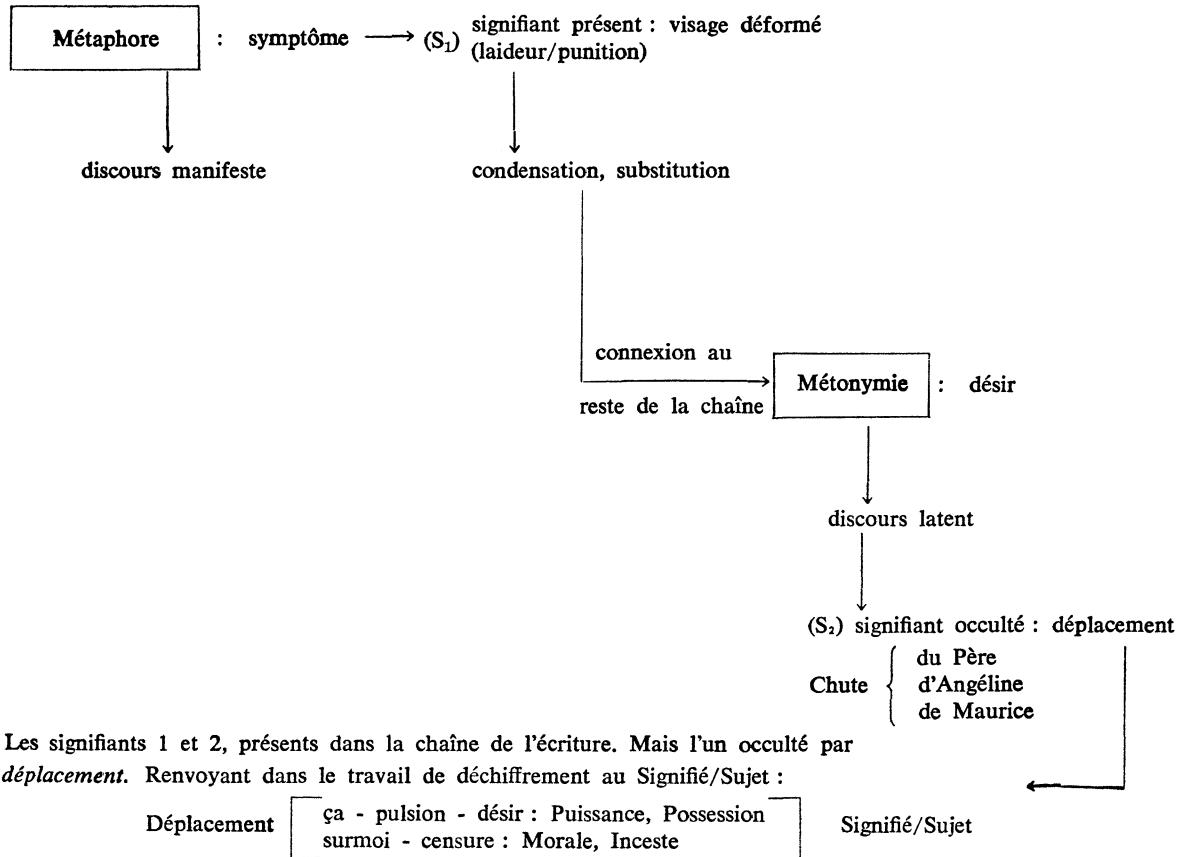 Métaphore : symptôme ⟶ (S₁) signifiant présent : visage déformé
(laideur/punition)
discours manifeste
condensation, substitution
connexion au
reste de la chaîne
Métonymie : désir
discours latent
(S₂) signifiant occulté : déplacement
Chute { du Père
d'Angéline
de Maurice
Les signifiants 1 et 2, présents dans la chaîne de l'écriture. Mais l'un occulté par
déplacement. Renvoyant dans le travail de déchiffrement au Signifié/Sujet :
Déplacement
ça - pulsion - désir : Puissance, Possession
surmoi - censure : Morale, Inceste
Signifié/Sujet